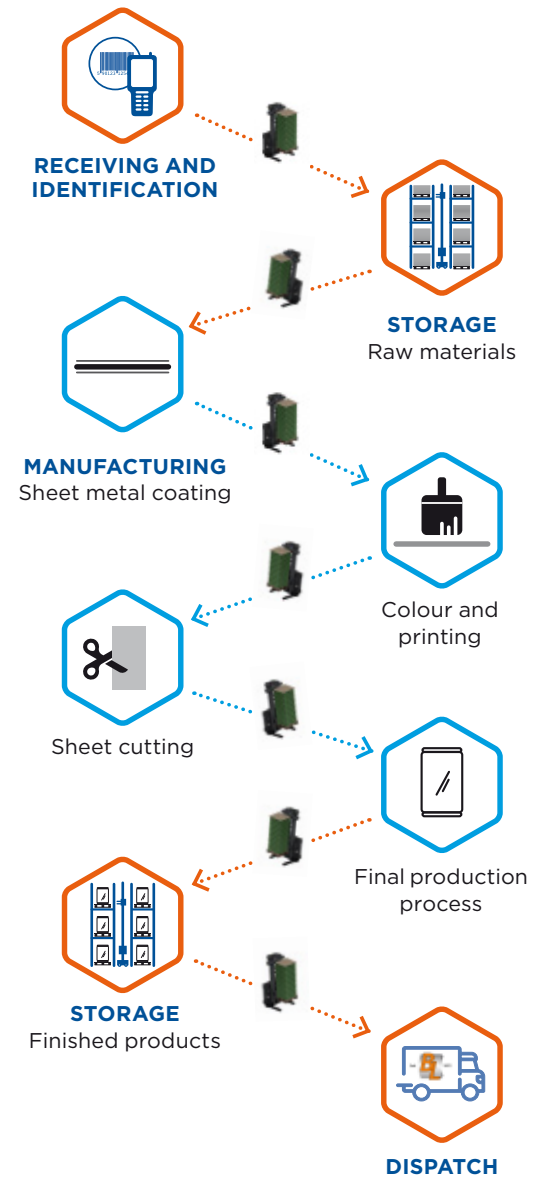 RECEIVING AND
IDENTIFICATION
STORAGE
Raw materials
MANUFACTURING
Sheet metal coating
Colour and
printing
Sheet cutting
Final production
process
STORAGE
Finished products
DISPATCH